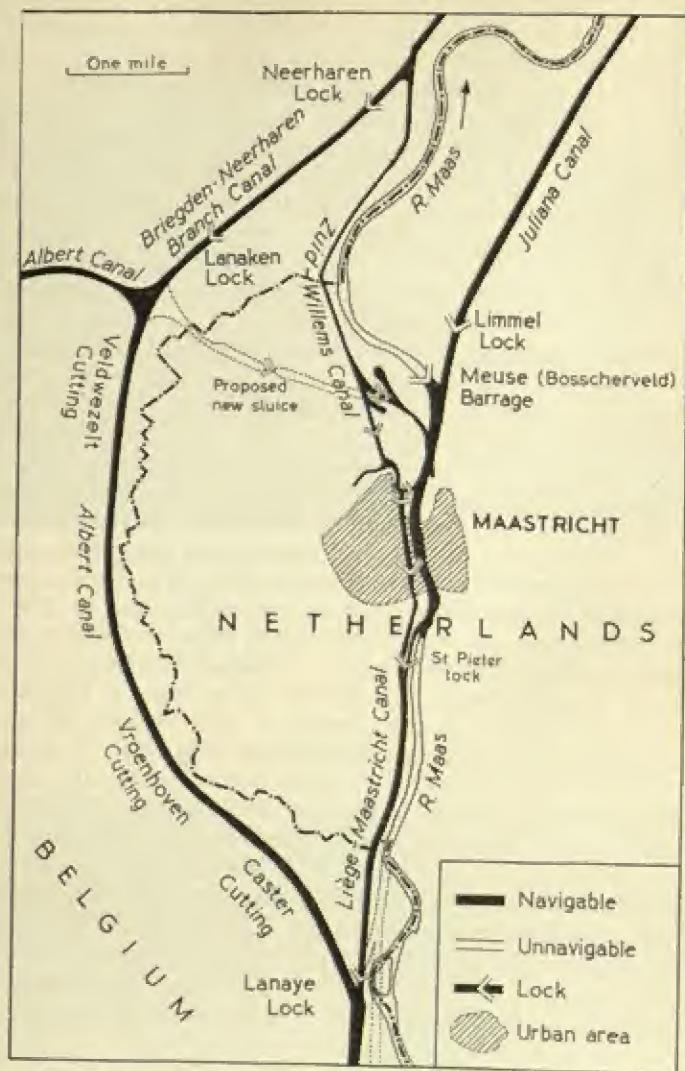 One mile
Neerharen
Lock
Briegden-Neerharen
Branch Canal
R. Maas
Juliana Canal
Albert Canal
Lanaken
Lock
Zuid-
Willems Canal
Limmel
Lock
Meuse (Bosscherveld)
Barrage
Veldwezelt
Cutting
Proposed
new sluice
MAASTRICHT
Albert Canal
NETHERLANDS
St Pieter
Lock
Vroenhoven
Cutting
Liège-Maastricht Canal
R. Maas
BELGIUM
Caster
Cutting
Lanaye
Lock
Navigable
Unnavigable
Lock
Urban area